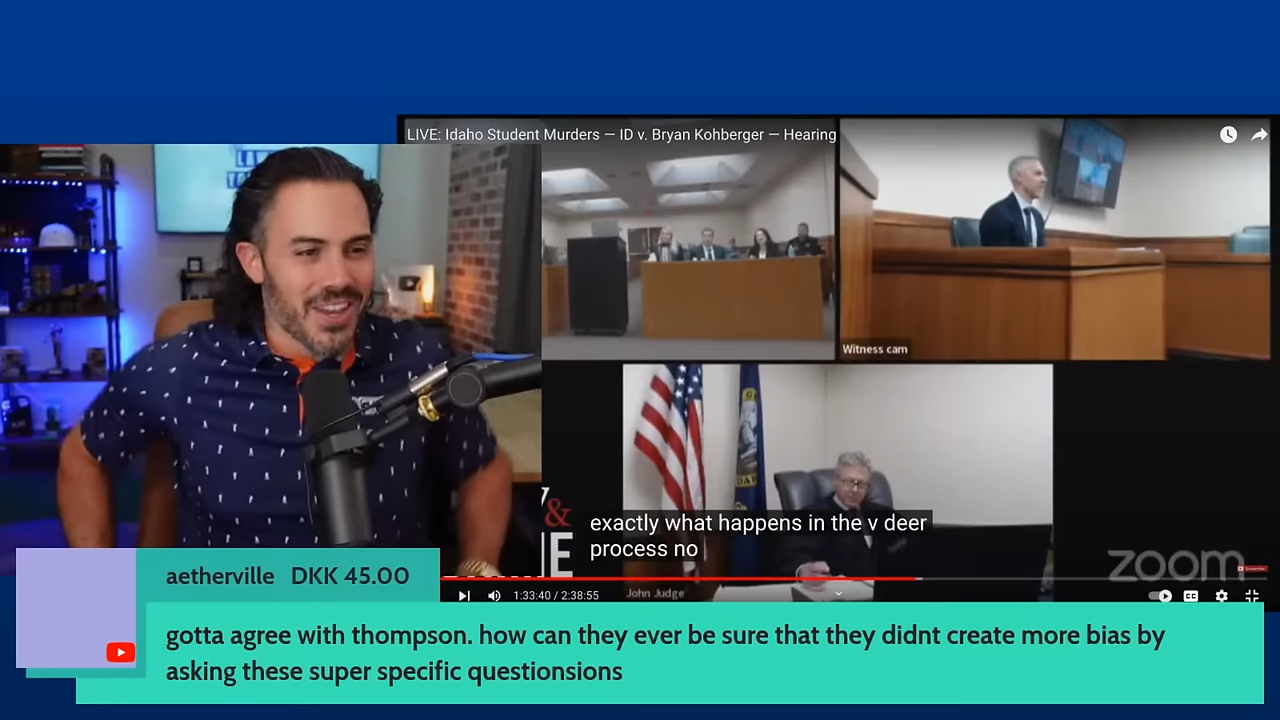 LIVE: Idaho Student Murders — ID v. Bryan Kohberger — Hearing
LAW
Witness cam
exactly what happens in the v deer
process no
&
zoom
1:33:40 / 2:38:55
John Judge
CC
aetherville DKK 45.00
gotta agree with thompson. how can they ever be sure that they didnt create more bias by
asking these super specific questionsions